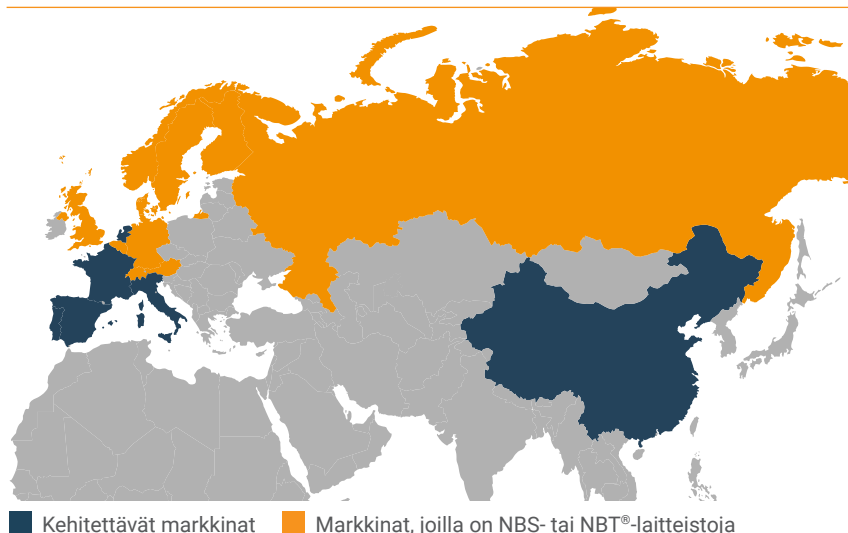 Kehitettävät markkinat
Markkinat, joilla on NBS- tai NBT®-laitteistoja